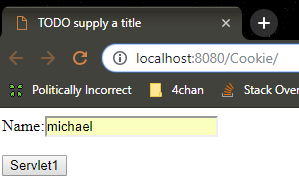 TODO supply a title
localhost:8080/Cookie/
Politically Incorrect 4chan Stack Over
Name:michael
Servlet1